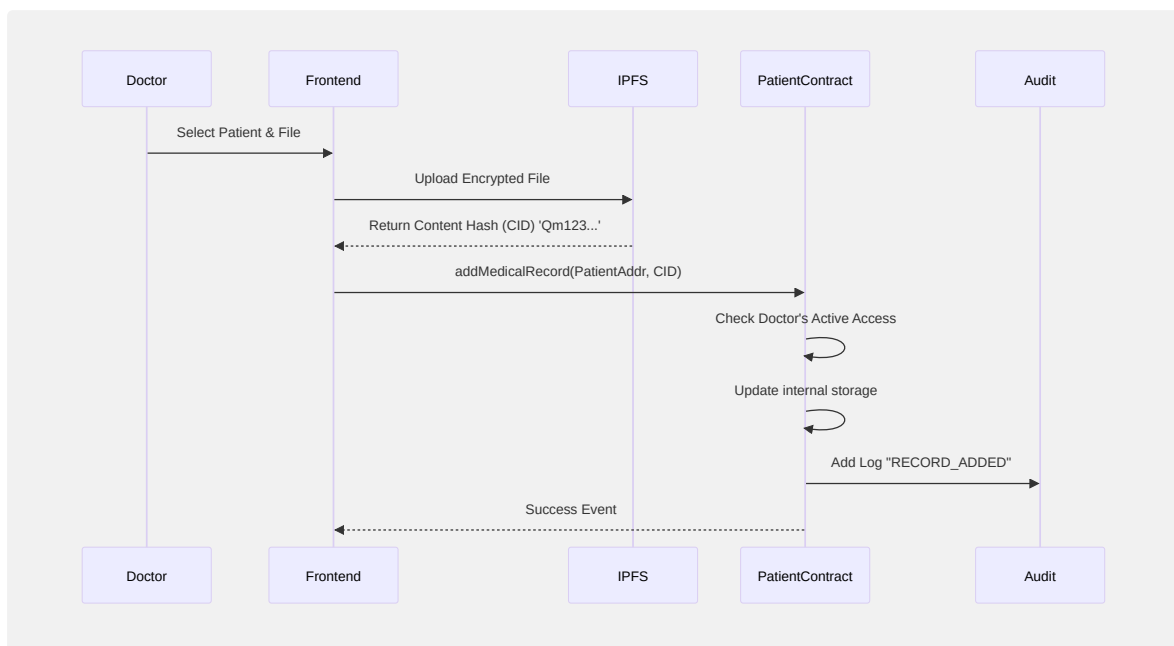 Doctor
Frontend
IPFS
PatientContract
Audit
Select Patient & File
Upload Encrypted File
Return Content Hash (CID) 'Qm123...'
addMedicalRecord(PatientAddr, CID)
Check Doctor's Active Access
Update internal storage
Add Log "RECORD_ADDED"
Success Event
Doctor
Frontend
IPFS
PatientContract
Audit